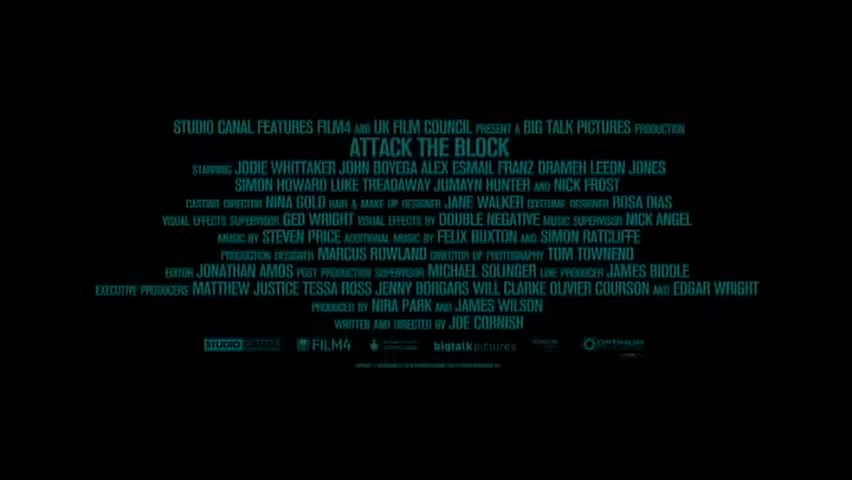 STUDIO CANAL FEATURES FILM4 AND UK FILM COUNCIL PRESENT A BIG TALK PICTURES PRODUCTION
ATTACK THE BLOCK
STARRING JODIE WHITTAKER JOHN BOYEGA ALEX ESMAIL FRANZ DRAMEH LEEON JONES
SIMON HOWARD LUKE TREADAWAY JUMAYN HUNTER AND NICK FROST
CASTING DIRECTOR NINA GOLD HAIR & MAKE UP DESIGNER JANE WALKER COSTUME DESIGNER ROSA DIAS
VISUAL EFFECTS SUPERVISOR GED WRIGHT VISUAL EFFECTS BY DOUBLE NEGATIVE MUSIC SUPERVISOR NICK ANGEL
MUSIC BY STEVEN PRICE ADDITIONAL MUSIC BY FELIX BUXTON AND SIMON RATCLIFFE
PRODUCTION DESIGNER MARCUS ROWLAND DIRECTOR OF PHOTOGRAPHY TOM TOWNEND
EDITOR JONATHAN AMOS POST PRODUCTION SUPERVISOR MICHAEL SOLINGER LINE PRODUCER JAMES BIDDLE
EXECUTIVE PRODUCERS MATTHEW JUSTICE TESSA ROSS JENNY BORGARS WILL CLARKE OLIVIER COURSON AND EDGAR WRIGHT
PRODUCED BY NIRA PARK AND JAMES WILSON
WRITTEN AND DIRECTED BY JOE CORNISH
STUDIO CANAL FILM4 bigtalk pictures OPTIMUM